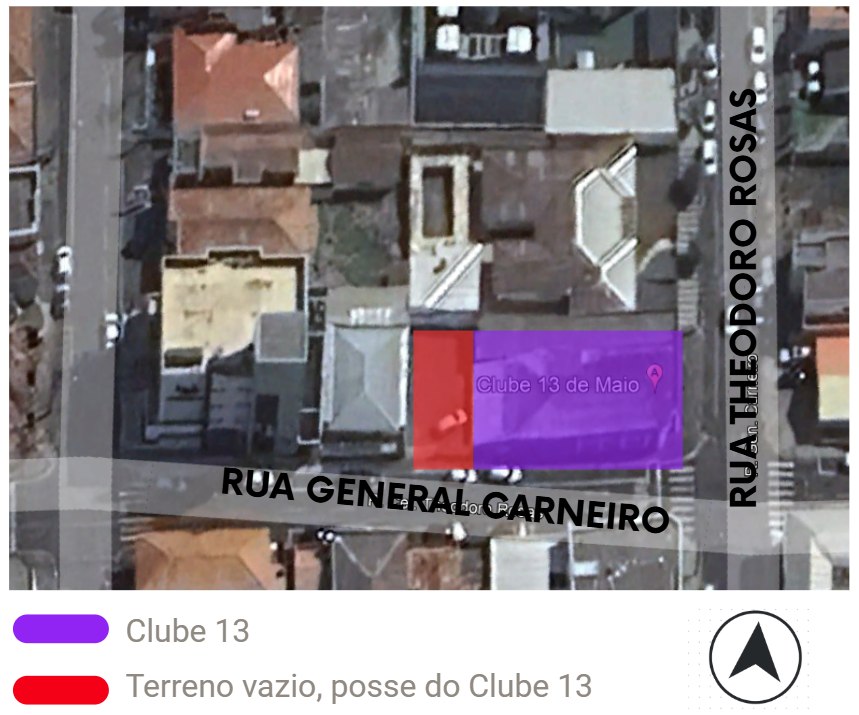 RUA THEODORO ROSAS
Clube 13 de Maio
A
RUA GENERAL CARNEIRO
Clube 13
Terreno vazio, posse do Clube 13